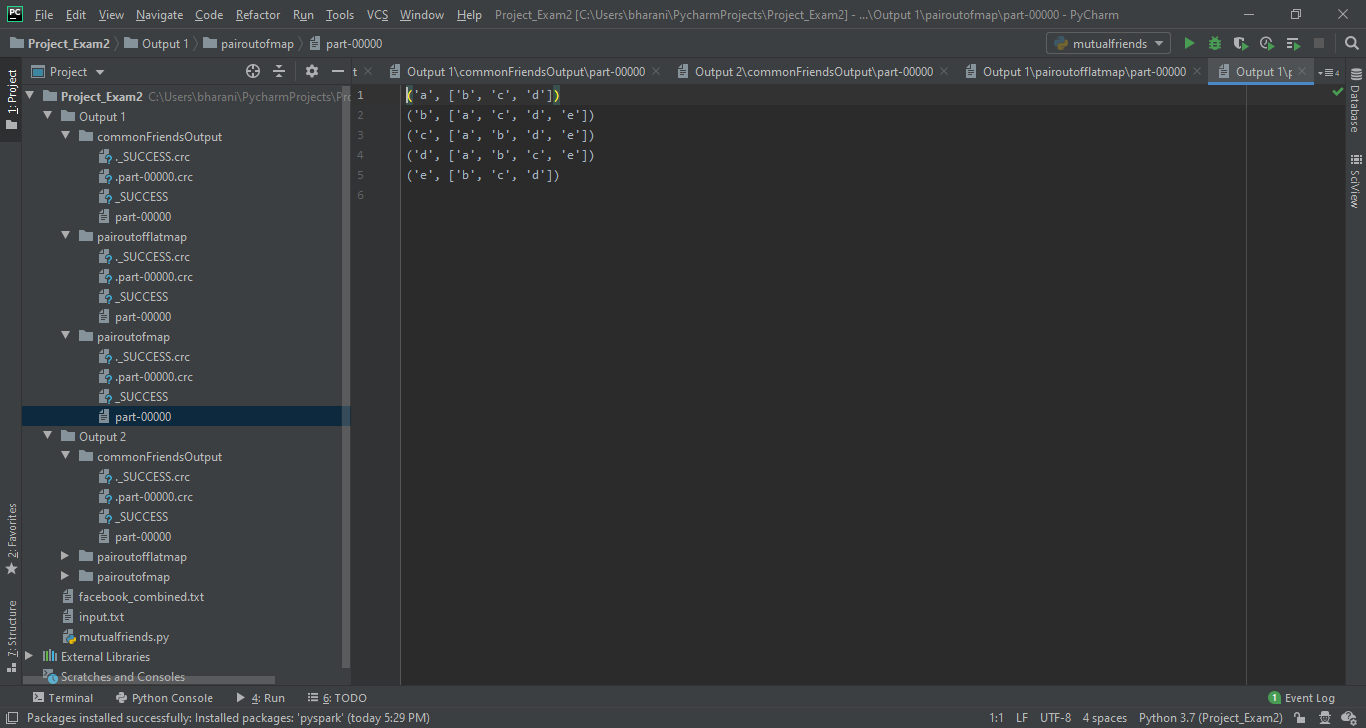 PC File Edit View Navigate Code Refactor Run Tools VCS Window Help Project_Exam2 [C:\Users\bharani\PycharmProjects\Project_Exam2] - ...\Output 1\pairoutofmap\part-00000 - PyCharm
Project_Exam2 Output 1 pairoutofmap part-00000 mutualfriends
Project t Output 1\commonFriendsOutput\part-00000 Output 2\commonFriendsOutput\part-00000 Output 1\pairoutofflatmap\part-00000 Output 1\p 4
1: Project
2: Favorites
7: Structure
Project_Exam2 C:\Users\bharani\PycharmProjects\Pro
Output 1
commonFriendsOutput
._SUCCESS.crc
.part-00000.crc
_SUCCESS
part-00000
pairoutofflatmap
._SUCCESS.crc
.part-00000.crc
_SUCCESS
part-00000
pairoutofmap
._SUCCESS.crc
.part-00000.crc
_SUCCESS
part-00000
Output 2
commonFriendsOutput
._SUCCESS.crc
.part-00000.crc
_SUCCESS
part-00000
pairoutofflatmap
pairoutofmap
facebook_combined.txt
input.txt
mutualfriends.py
External Libraries
Scratches and Consoles
1 ('a', ['b', 'c', 'd'])
2 ('b', ['a', 'c', 'd', 'e'])
3 ('c', ['a', 'b', 'd', 'e'])
4 ('d', ['a', 'b', 'c', 'e'])
5 ('e', ['b', 'c', 'd'])
6
Database
SciView
Terminal Python Console 4: Run 6: TODO 1 Event Log
Packages installed successfully: Installed packages: 'pyspark' (today 5:29 PM) 1:1 LF UTF-8 4 spaces Python 3.7 (Project_Exam2)